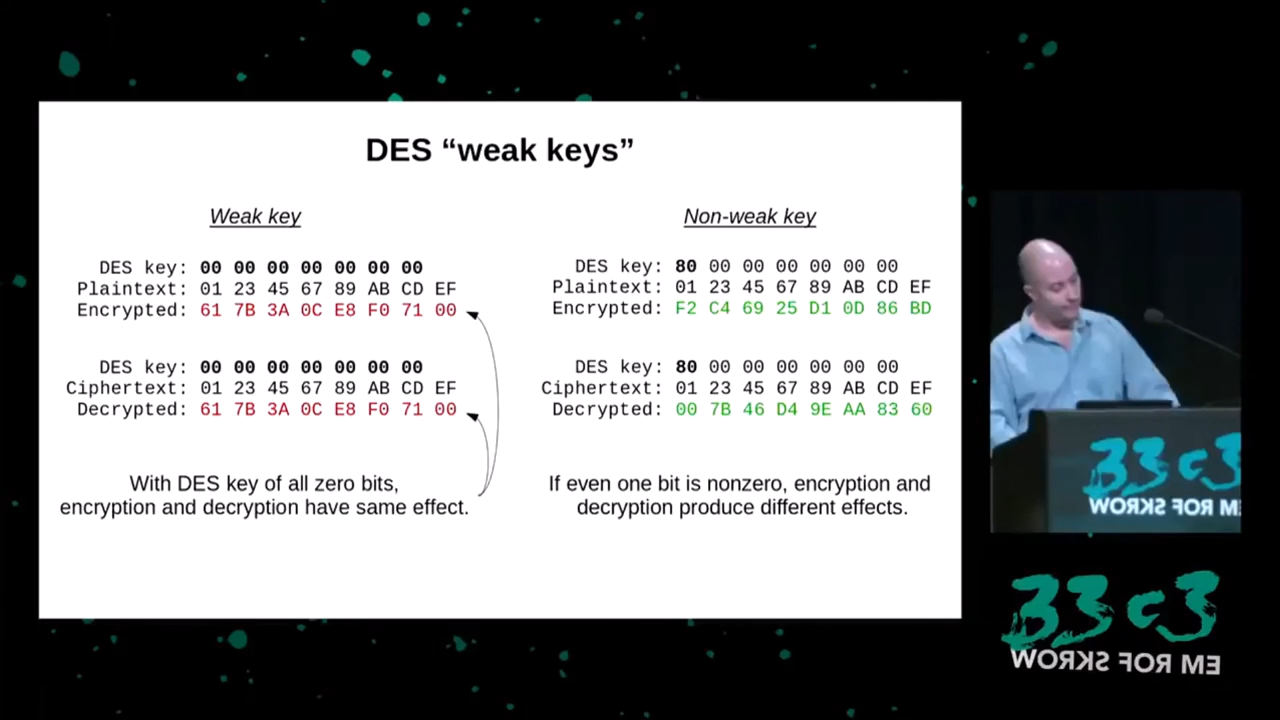 DES “weak keys”
Weak key
DES key: 00 00 00 00 00 00 00
Plaintext: 01 23 45 67 89 AB CD EF
Encrypted: 61 7B 3A 0C E8 F0 71 00
DES key: 00 00 00 00 00 00 00
Ciphertext: 01 23 45 67 89 AB CD EF
Decrypted: 61 7B 3A 0C E8 F0 71 00
With DES key of all zero bits,
encryption and decryption have same effect.
Non-weak key
DES key: 80 00 00 00 00 00 00
Plaintext: 01 23 45 67 89 AB CD EF
Encrypted: F2 C4 69 25 D1 0D 86 BD
DES key: 80 00 00 00 00 00 00
Ciphertext: 01 23 45 67 89 AB CD EF
Decrypted: 00 7B 46 D4 9E AA 83 60
If even one bit is nonzero, encryption and
decryption produce different effects.
33c3
WORKS FOR M
33c3
WORKS FOR ME